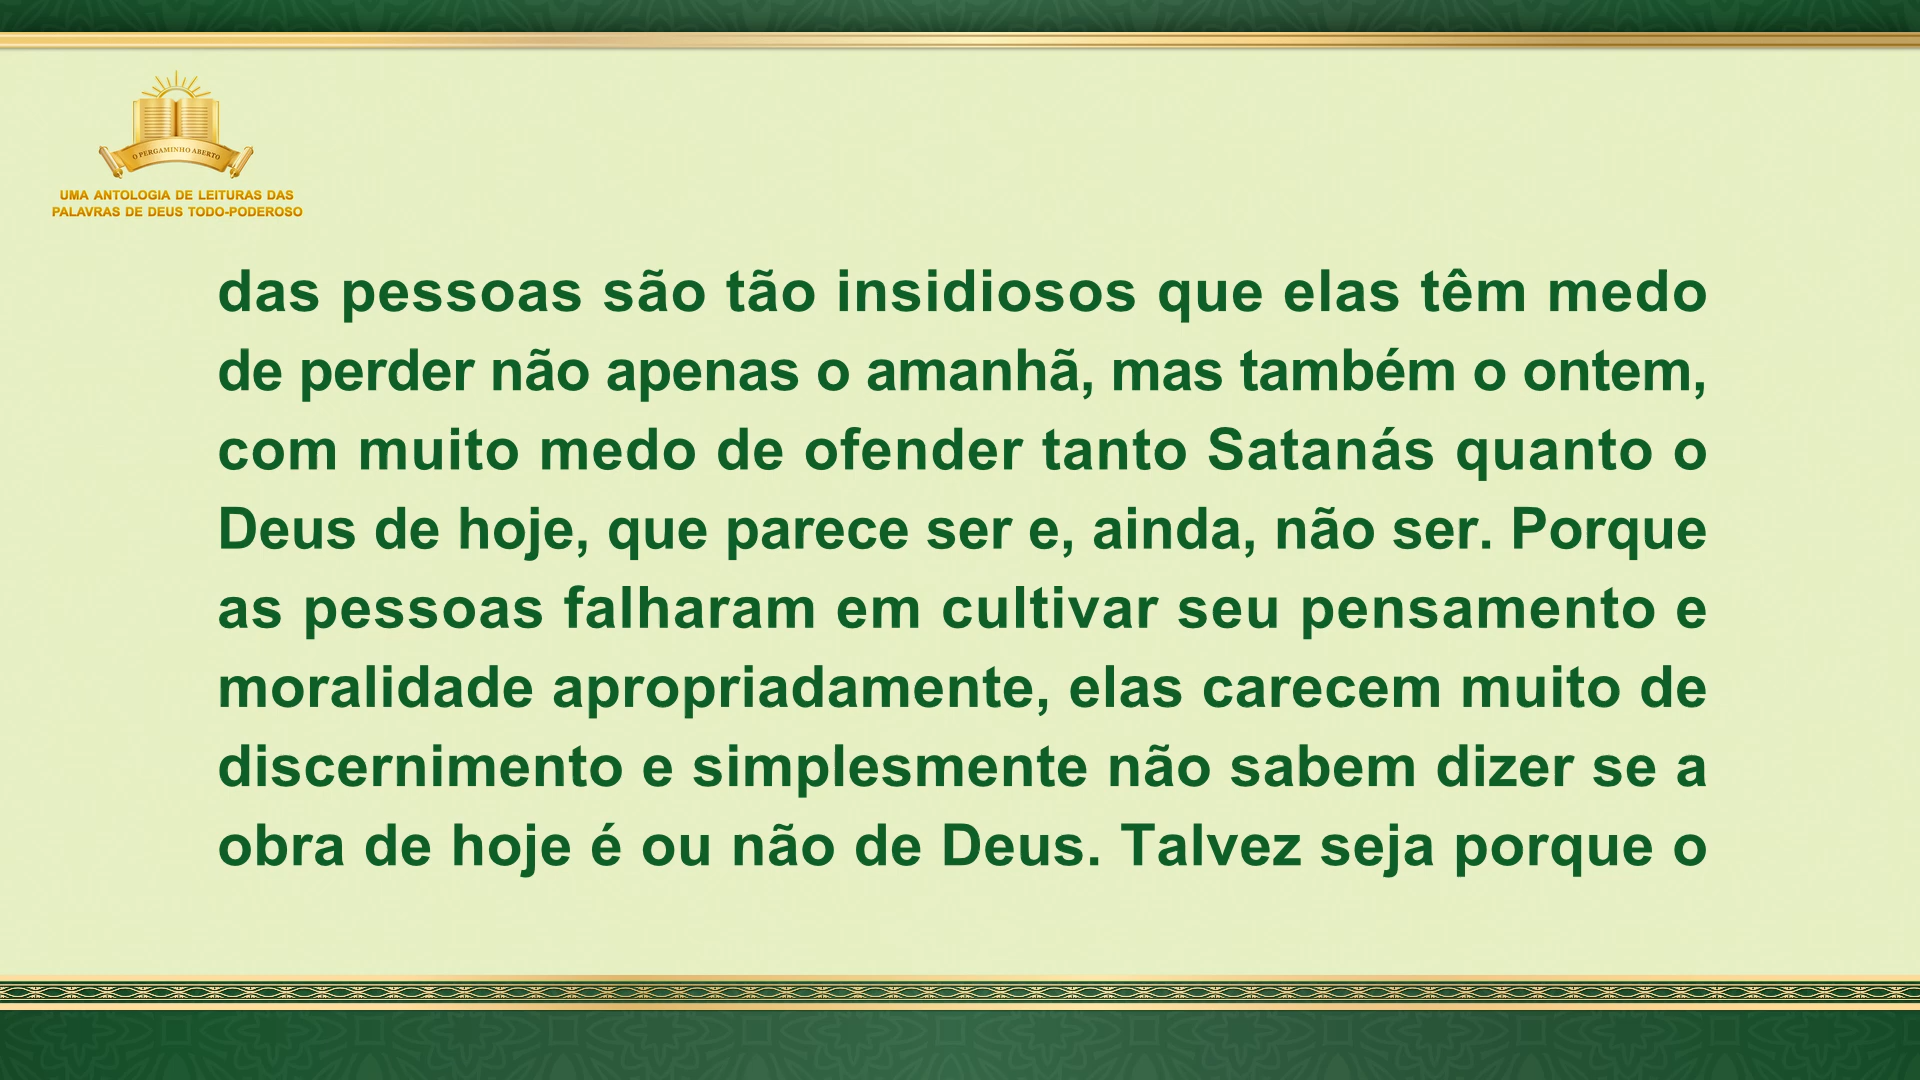 O PERGAMINHO ABERTO
UMA ANTOLOGIA DE LEITURAS DAS
PALAVRAS DE DEUS TODO-PODEROSO
das pessoas são tão insidiosos que elas têm medo
de perder não apenas o amanhã, mas também o ontem,
com muito medo de ofender tanto Satanás quanto o
Deus de hoje, que parece ser e, ainda, não ser. Porque
as pessoas falharam em cultivar seu pensamento e
moralidade apropriadamente, elas carecem muito de
discernimento e simplesmente não sabem dizer se a
obra de hoje é ou não de Deus. Talvez seja porque o